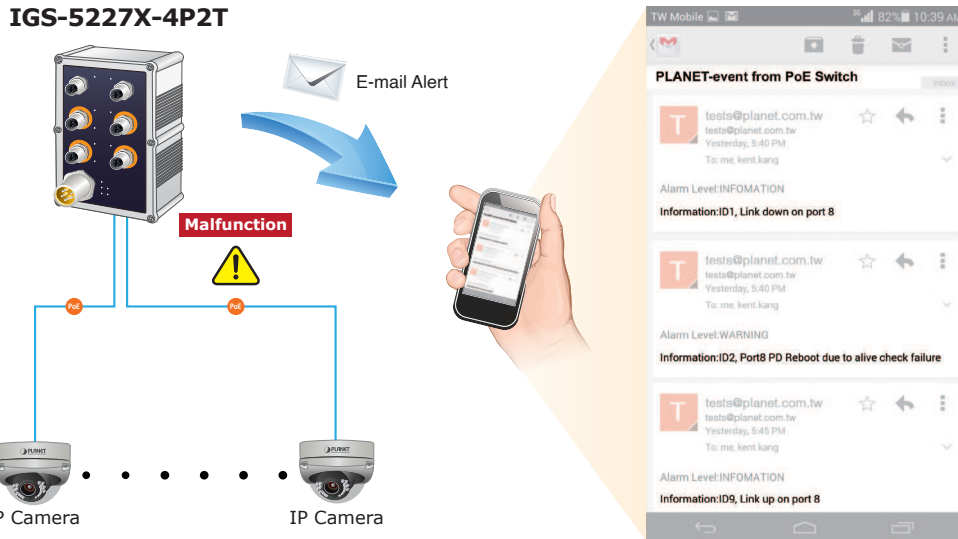 IGS-5227X-4P2T
E-mail Alert
Malfunction
PoE
PoE
PLANET
PLANET
P Camera
IP Camera
TW Mobile
3G 82% 10:39 AM
PLANET-event from PoE Switch
Inbox
T
tests@planet.com.tw
tests@planet.com.tw
Yesterday, 5:40 PM
To: me, kent.kang
Alarm Level:INFOMATION
Information:ID1, Link down on port 8
T
tests@planet.com.tw
tests@planet.com.tw
Yesterday, 5:40 PM
To: me, kent.kang
Alarm Level:WARNING
Information:ID2, Port8 PD Reboot due to alive check failure
T
tests@planet.com.tw
tests@planet.com.tw
Yesterday, 5:45 PM
To: me, kent.kang
Alarm Level:INFOMATION
Information:ID9, Link up on port 8